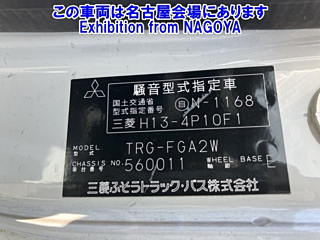 この車は名古屋会場にあります
Exhibition from NAGOYA
騒音型式指定車
国土交通省
型式指定番号 自 N-1168
三菱 H13-4P10F1
MODEL TRG-FGA2W
型式
CHASSIS NO. 560011 WHEEL BASE E
車台番号 軸距
三菱ふそうトラック・バス株式会社